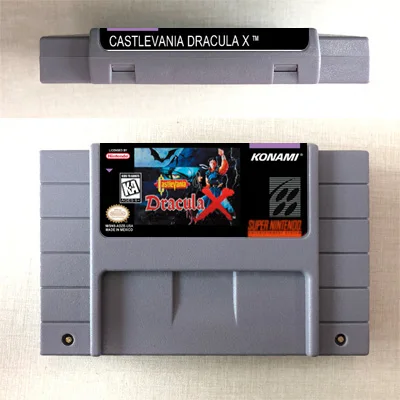 CASTLEVANIA DRACULA X™
LICENSED BY
Nintendo
KONAMI®
KA
Castlevania
Dracula X
SUPER NINTENDO
MADE IN MEXICO